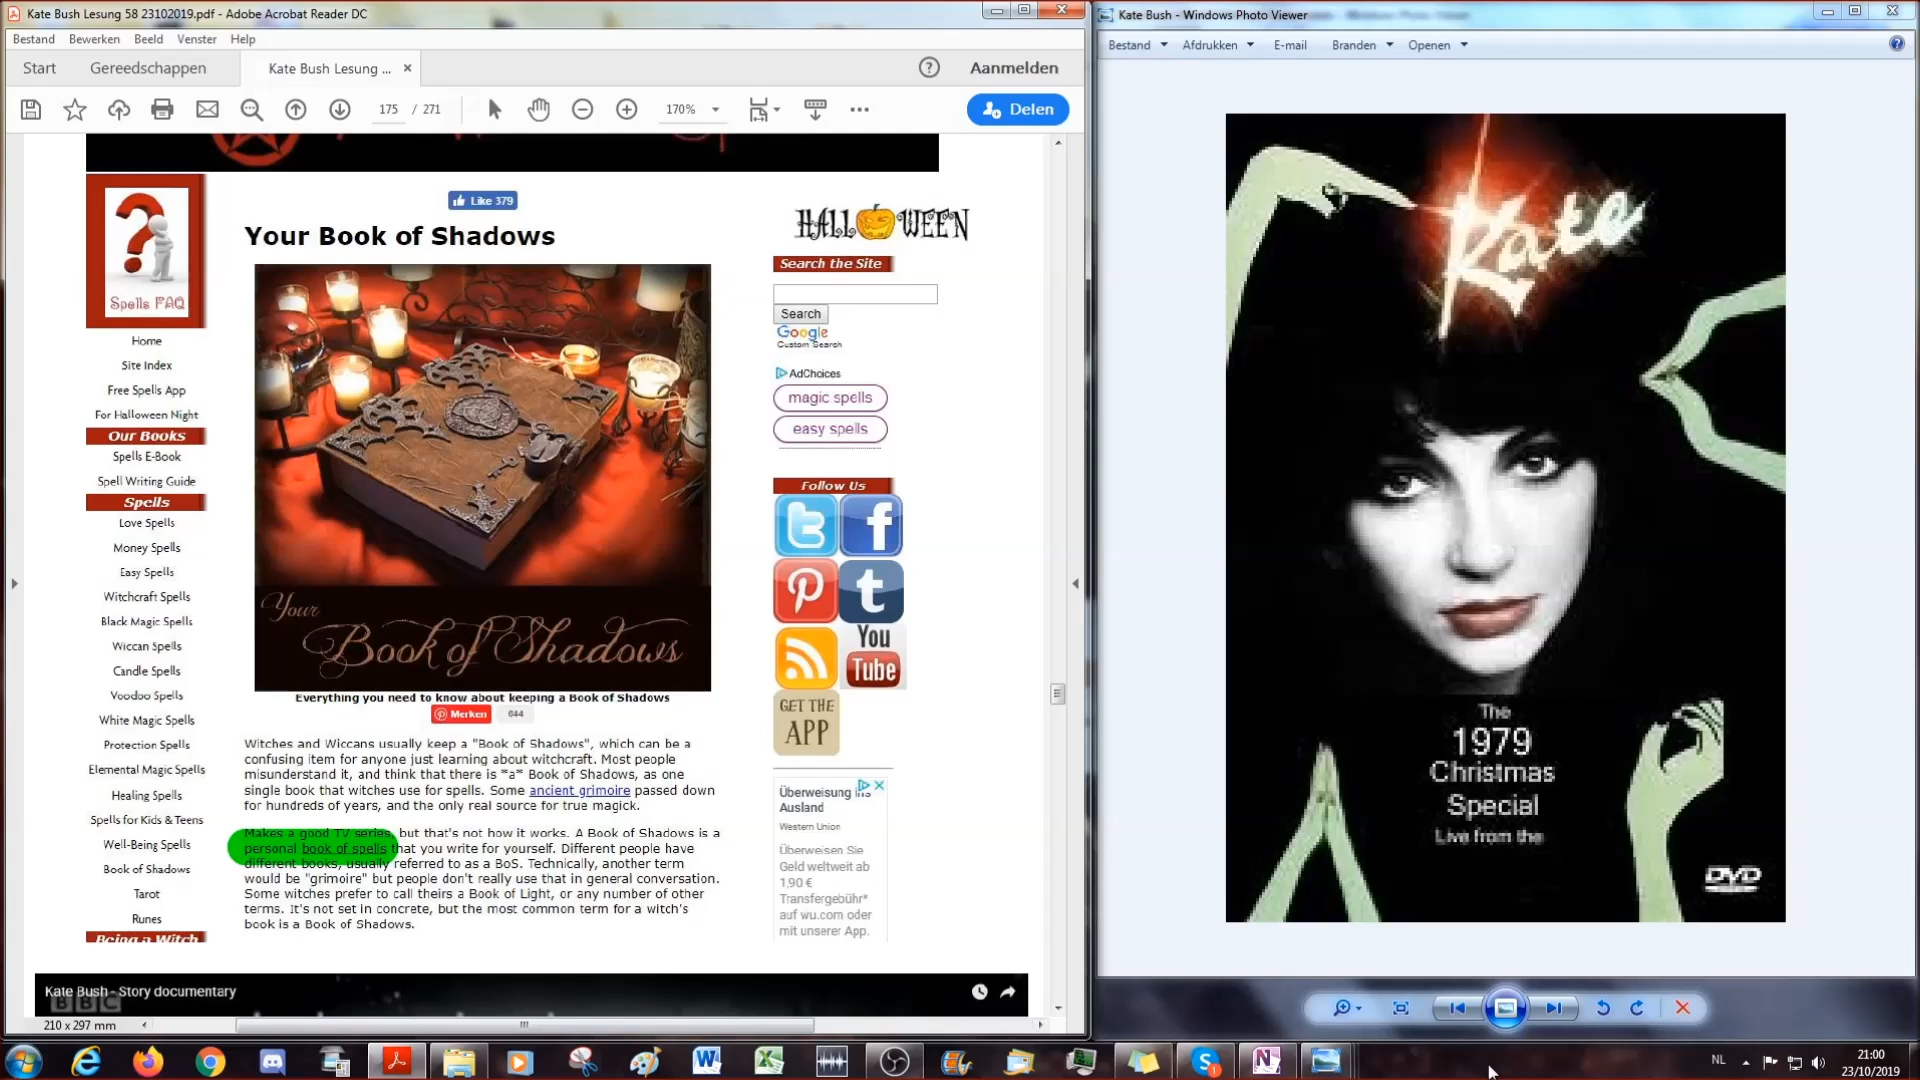 Kate Bush Lesung 58 23102019.pdf - Adobe Acrobat Reader DC
Bestand Bewerken Beeld Venster Help
Start Gereedschappen Kate Bush Lesung ... Aanmelden
175 / 271 170% Delen
Like 379
Your Book of Shadows
Spells FAQ
Home
Site Index
Free Spells App
For Halloween Night
Our Books
Spells E-Book
Spell Writing Guide
Spells
Love Spells
Money Spells
Easy Spells
Witchcraft Spells
Black Magic Spells
Wiccan Spells
Candle Spells
Voodoo Spells
White Magic Spells
Protection Spells
Elemental Magic Spells
Healing Spells
Spells for Kids & Teens
Well-Being Spells
Book of Shadows
Tarot
Runes
Being a Witch
Your
Book of Shadows
Everything you need to know about keeping a Book of Shadows
Merken 644
Witches and Wiccans usually keep a "Book of Shadows", which can be a
confusing item for anyone just learning about witchcraft. Most people
misunderstand it, and think that there is *a* Book of Shadows, as one
single book that witches use for spells. Some ancient grimoire passed down
for hundreds of years, and the only real source for true magick.
Makes a good TV series, but that's not how it works. A Book of Shadows is a
personal book of spells that you write for yourself. Different people have
different books, usually referred to as a BoS. Technically, another term
would be "grimoire" but people don't really use that in general conversation.
Some witches prefer to call theirs a Book of Light, or any number of other
terms. It's not set in concrete, but the most common term for a witch's
book is a Book of Shadows.
HALLOWEEN
Search the Site
Search
Google
Custom Search
AdChoices
magic spells
easy spells
Follow Us
You
Tube
GET THE
APP
Überweisung ins
Ausland
Western Union
Überweisen Sie
Geld weltweit ab
1,90 €
Transfergebühr*
auf wu.com oder
mit unserer App.
Kate Bush - Story documentary
BBC
210 x 297 mm
Kate Bush - Windows Photo Viewer
Bestand Afdrukken E-mail Branden Openen
Kate
The
1979
Christmas
Special
Live from the
DVD
NL
21:00
23/10/2019